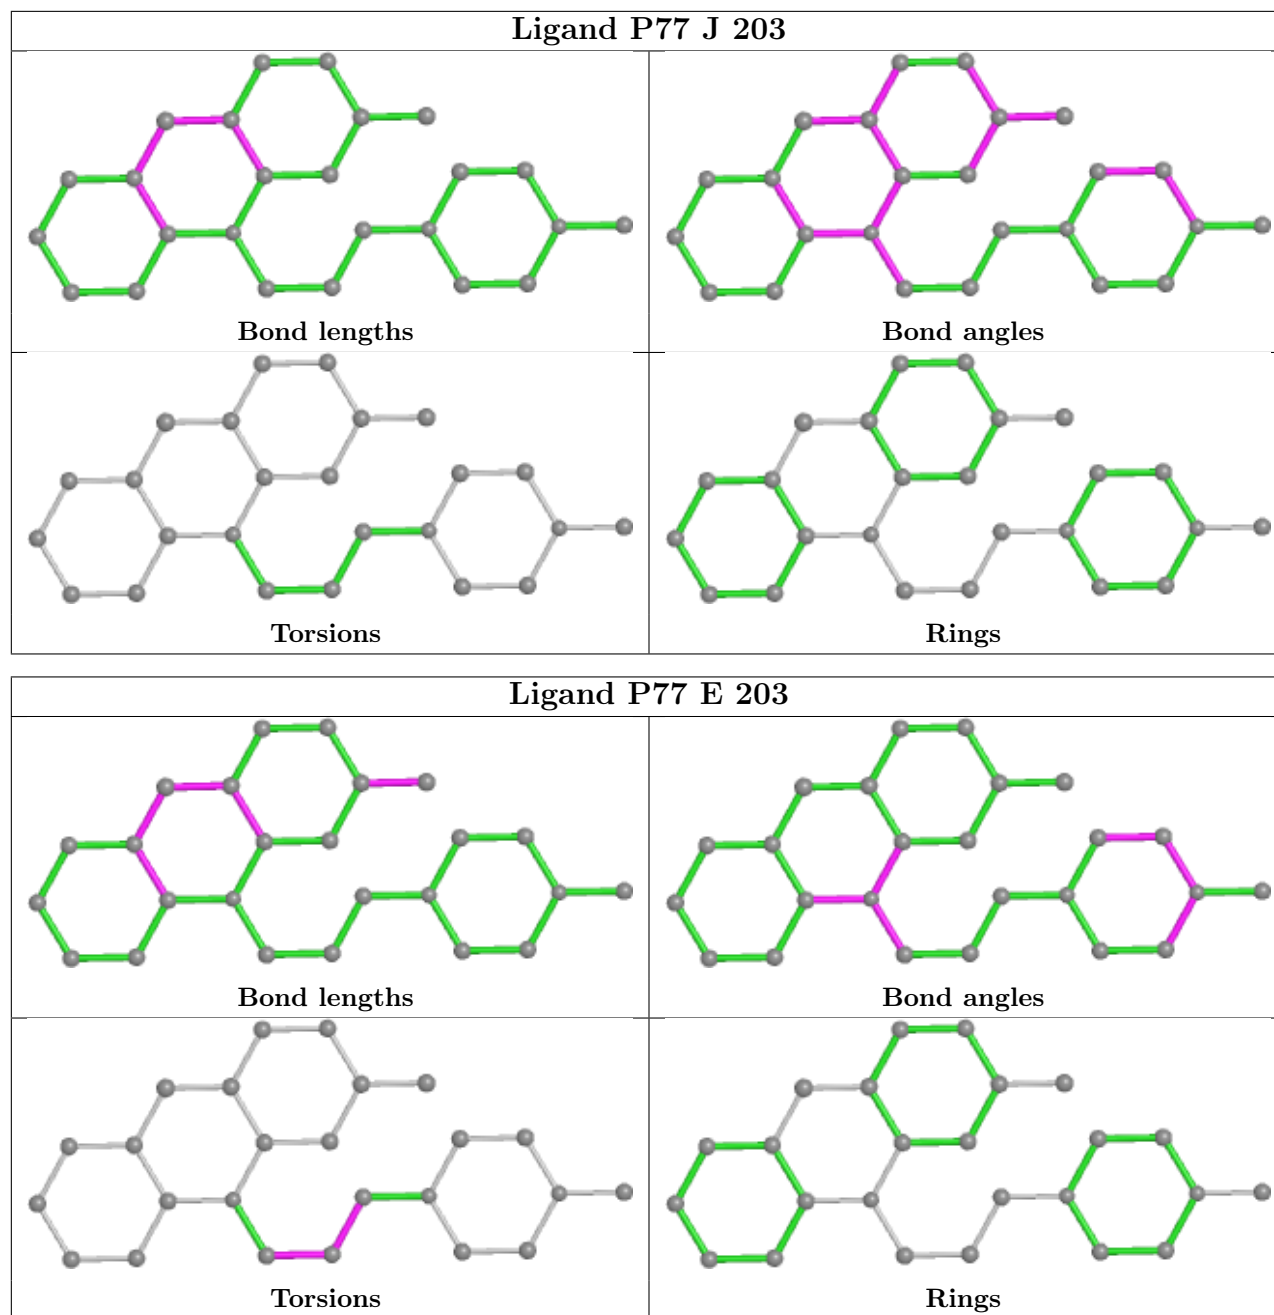 Ligand P77 J 203
Bond lengths
Bond angles
Torsions
Rings
Ligand P77 E 203
Bond lengths
Bond angles
Torsions
Rings